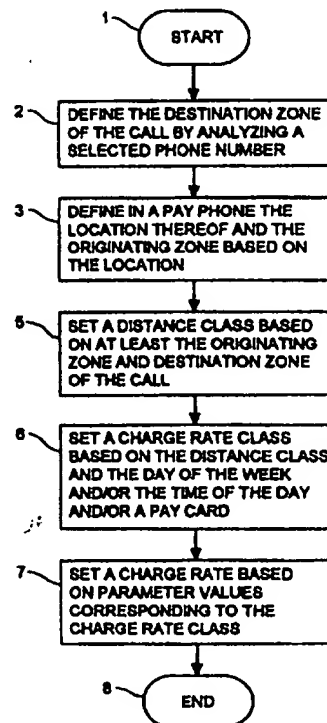 1
START
2
DEFINE THE DESTINATION ZONE
OF THE CALL BY ANALYZING A
SELECTED PHONE NUMBER
3
DEFINE IN A PAY PHONE THE
LOCATION THEREOF AND THE
ORIGINATING ZONE BASED ON
THE LOCATION
5
SET A DISTANCE CLASS BASED
ON AT LEAST THE ORIGINATING
ZONE AND DESTINATION ZONE
OF THE CALL
6
SET A CHARGE RATE CLASS
BASED ON THE DISTANCE CLASS
AND THE DAY OF THE WEEK
AND/OR THE TIME OF THE DAY
AND/OR A PAY CARD
7
SET A CHARGE RATE BASED
ON PARAMETER VALUES
CORRESPONDING TO THE
CHARGE RATE CLASS
8
END